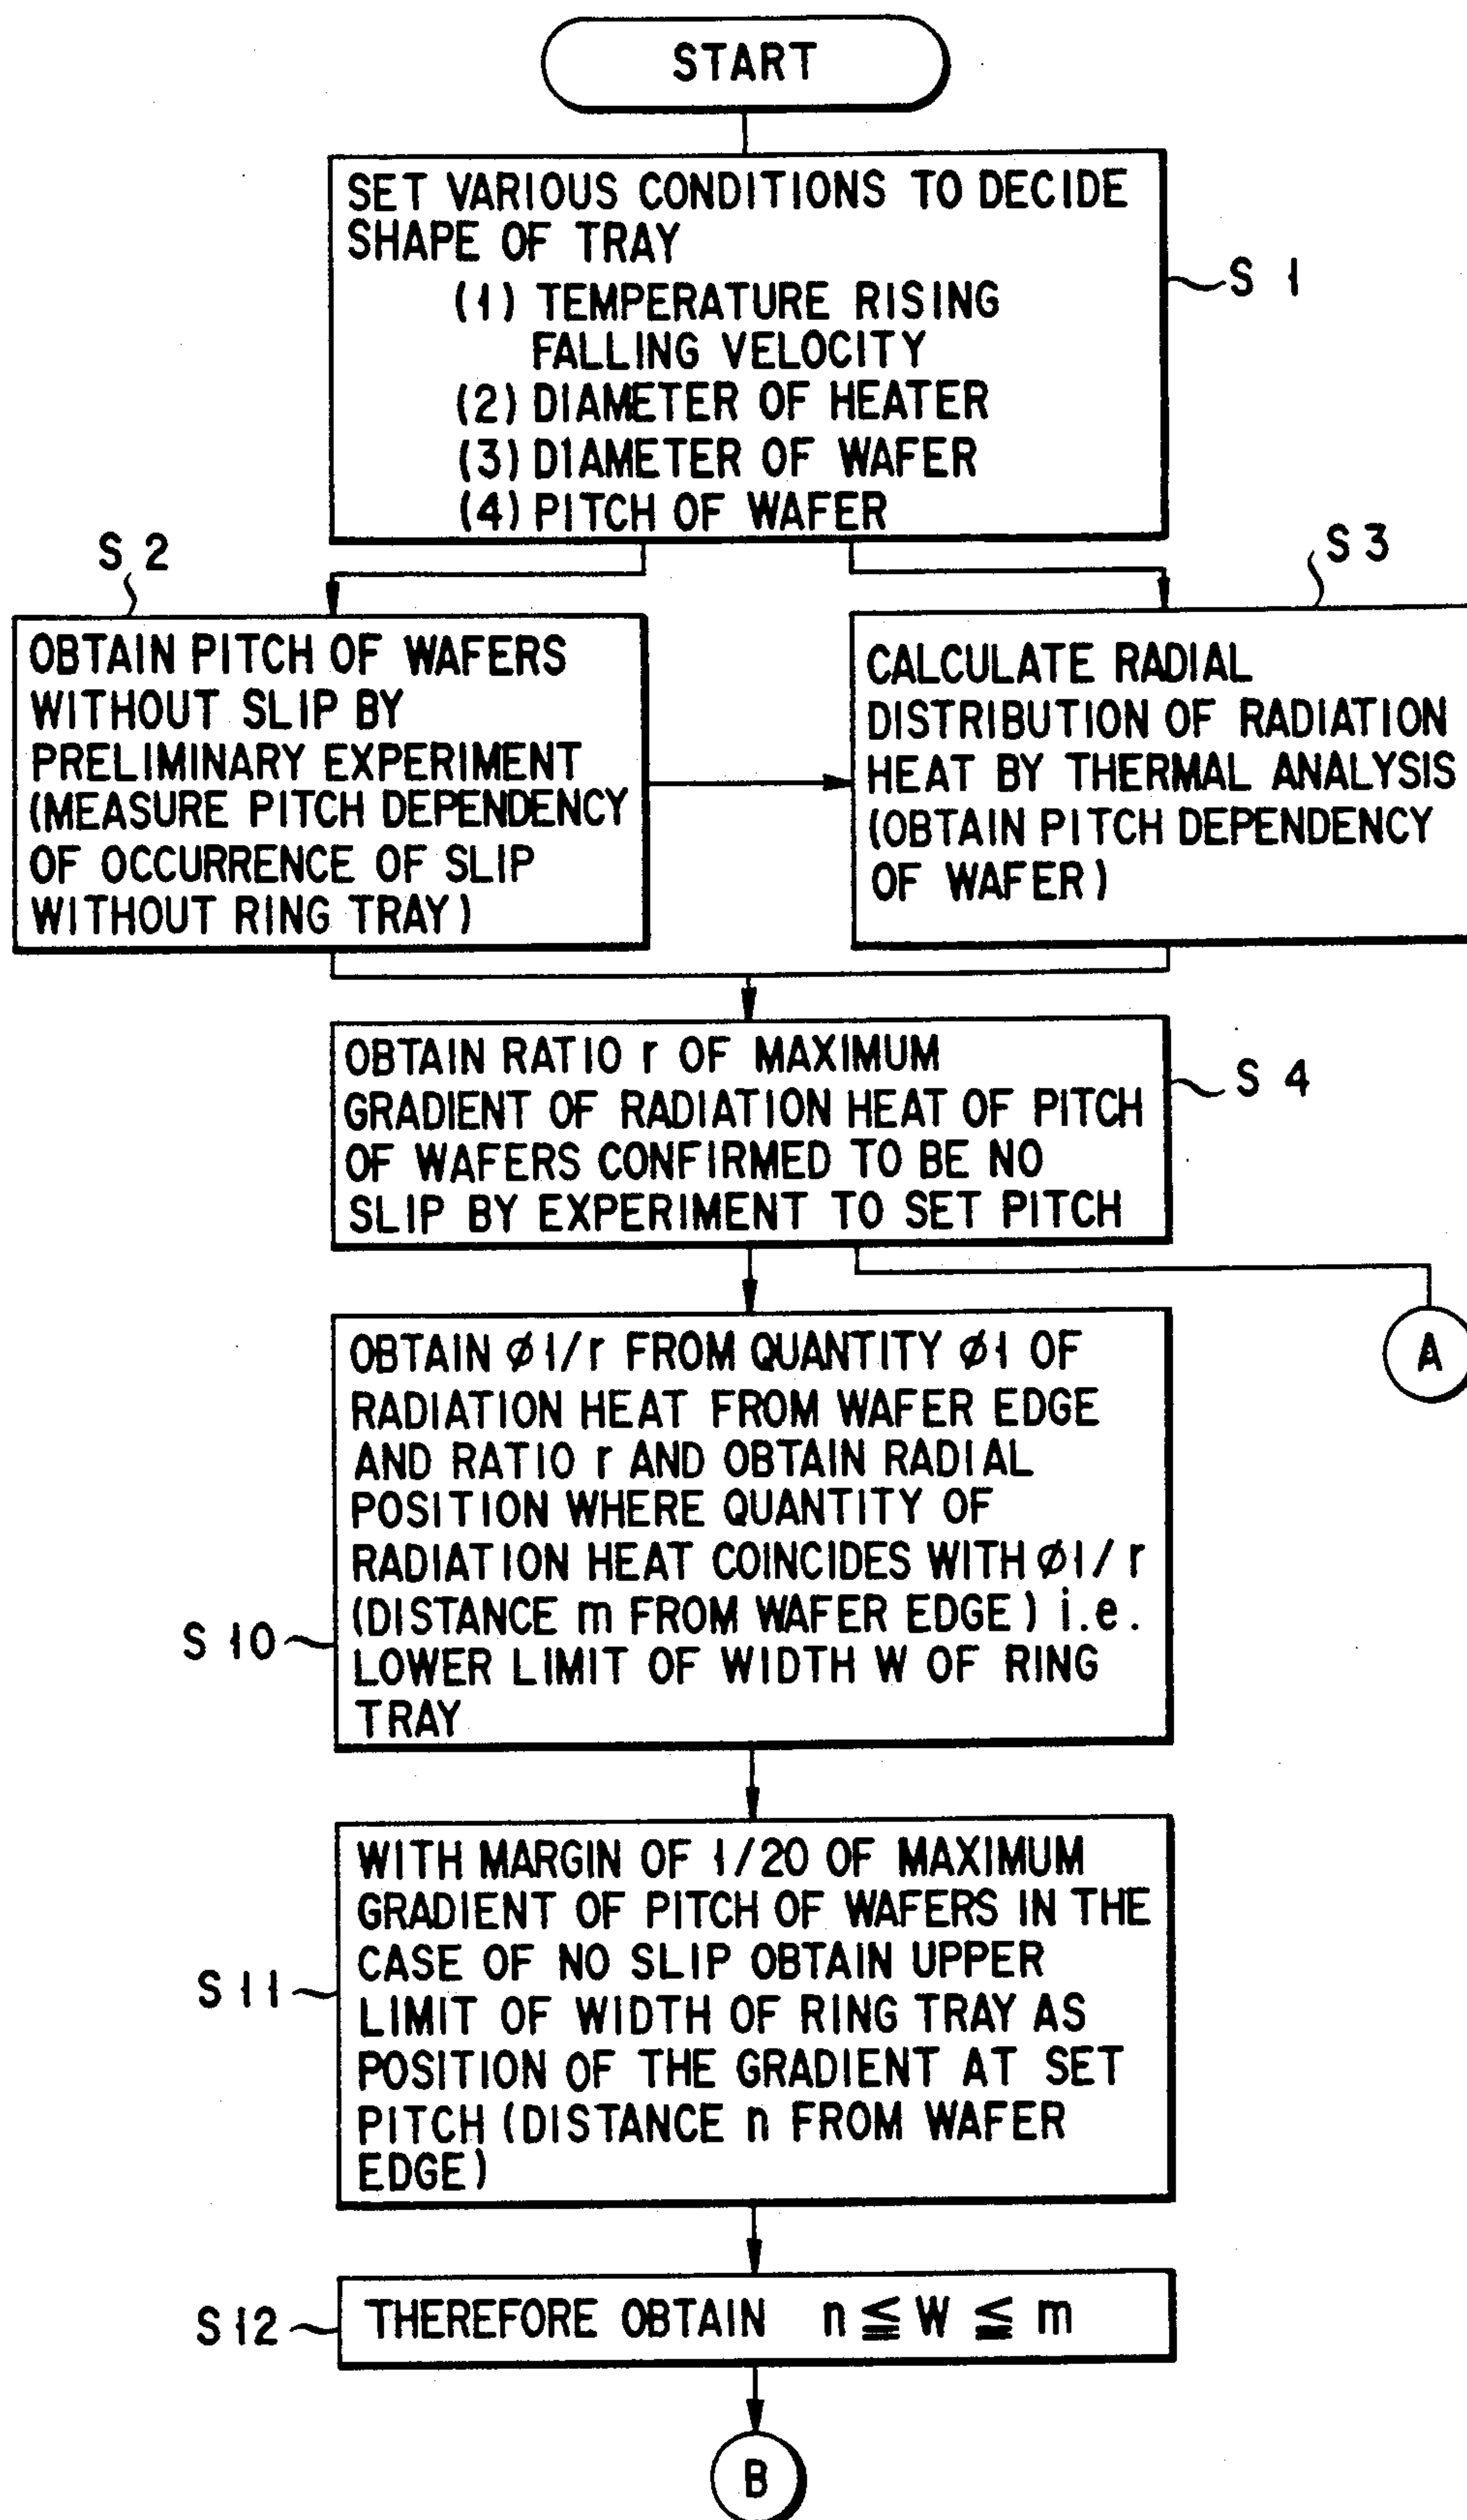 START
SET VARIOUS CONDITIONS TO DECIDE
SHAPE OF TRAY
(1) TEMPERATURE RISING
FALLING VELOCITY
(2) DIAMETER OF HEATER
(3) DIAMETER OF WAFER
(4) PITCH OF WAFER
S 1
S 2
OBTAIN PITCH OF WAFERS
WITHOUT SLIP BY
PRELIMINARY EXPERIMENT
(MEASURE PITCH DEPENDENCY
OF OCCURRENCE OF SLIP
WITHOUT RING TRAY)
S 3
CALCULATE RADIAL
DISTRIBUTION OF RADIATION
HEAT BY THERMAL ANALYSIS
(OBTAIN PITCH DEPENDENCY
OF WAFER)
OBTAIN RATIO r OF MAXIMUM
GRADIENT OF RADIATION HEAT OF PITCH
OF WAFERS CONFIRMED TO BE NO
SLIP BY EXPERIMENT TO SET PITCH
S 4
A
OBTAIN ø1/r FROM QUANTITY ø1 OF
RADIATION HEAT FROM WAFER EDGE
AND RATIO r AND OBTAIN RADIAL
POSITION WHERE QUANTITY OF
RADIATION HEAT COINCIDES WITH ø1/r
(DISTANCE m FROM WAFER EDGE) i.e.
LOWER LIMIT OF WIDTH W OF RING
TRAY
S 10
WITH MARGIN OF 1/20 OF MAXIMUM
GRADIENT OF PITCH OF WAFERS IN THE
CASE OF NO SLIP OBTAIN UPPER
LIMIT OF WIDTH OF RING TRAY AS
POSITION OF THE GRADIENT AT SET
PITCH (DISTANCE n FROM WAFER
EDGE)
S 11
S 12
THEREFORE OBTAIN n ≦ W ≦ m
B